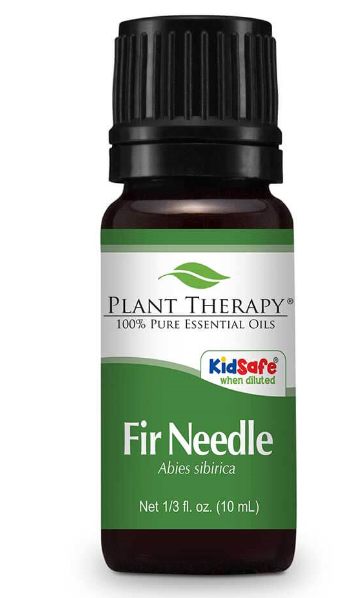 PLANT THERAPY®
100% PURE ESSENTIAL OILS
KidSafe®
when diluted
Fir Needle
Abies sibirica
Net 1/3 fl. oz. (10 mL)